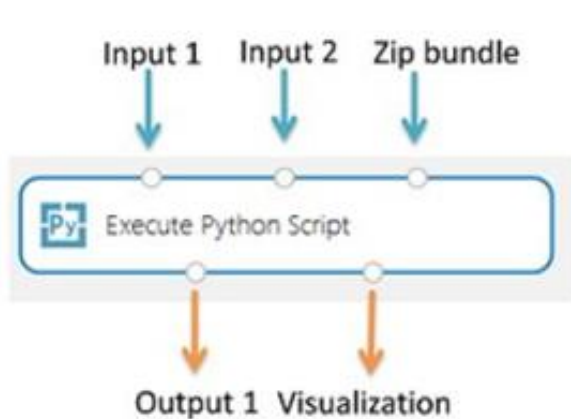 Input 1 Input 2 Zip bundle
Py Execute Python Script
Output 1 Visualization